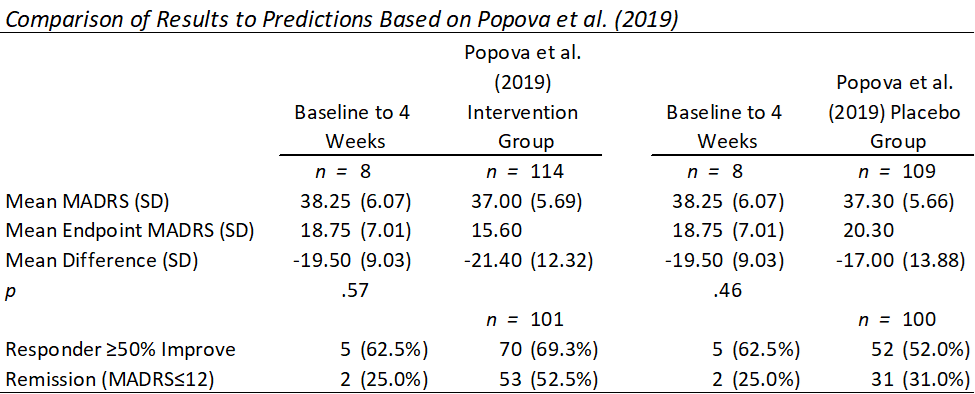 Comparison of Results to Predictions Based on Popova et al. (2019)
Baseline to 4 Weeks Popova et al. (2019) Intervention Group Baseline to 4 Weeks Popova et al. (2019) Placebo Group
n = 8 n = 114 n = 8 n = 109
Mean MADRS (SD) 38.25 (6.07) 37.00 (5.69) 38.25 (6.07) 37.30 (5.66)
Mean Endpoint MADRS (SD) 18.75 (7.01) 15.60 18.75 (7.01) 20.30
Mean Difference (SD) -19.50 (9.03) -21.40 (12.32) -19.50 (9.03) -17.00 (13.88)
p .57 .46
n = 101 n = 100
Responder ≥50% Improve 5 (62.5%) 70 (69.3%) 5 (62.5%) 52 (52.0%)
Remission (MADRS≤12) 2 (25.0%) 53 (52.5%) 2 (25.0%) 31 (31.0%)